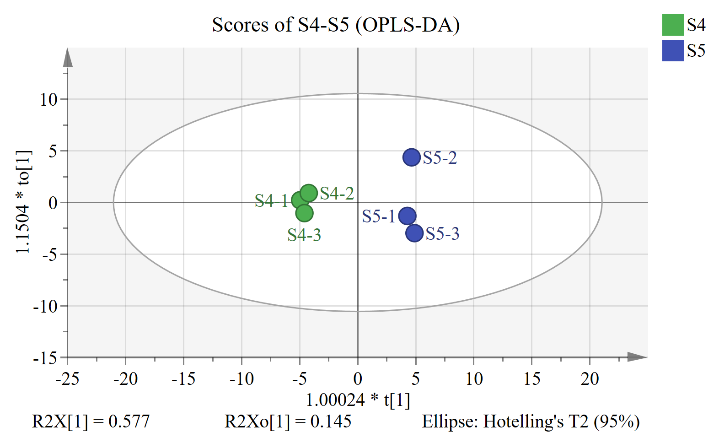 Scores of S4-S5 (OPLS-DA)
S4
S5
10
5
0
-5
-10
-15
1.1504 * to[1]
S5-2
S4-1
S4-2
S4-3
S5-1
S5-3
-25
-20
-15
-10
-5
0
5
10
15
20
1.00024 * t[1]
R2X[1] = 0.577
R2Xo[1] = 0.145
Ellipse: Hotelling's T2 (95%)